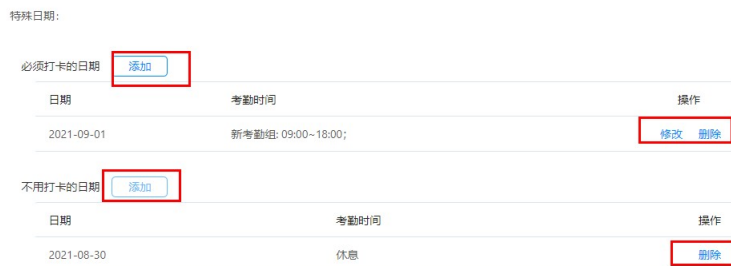 特殊日期:
必须打卡的日期 添加
日期 考勤时间 操作
2021-09-01 新考勤组: 09:00~18:00; 修改 删除
不用打卡的日期 添加
日期 考勤时间 操作
2021-08-30 休息 删除